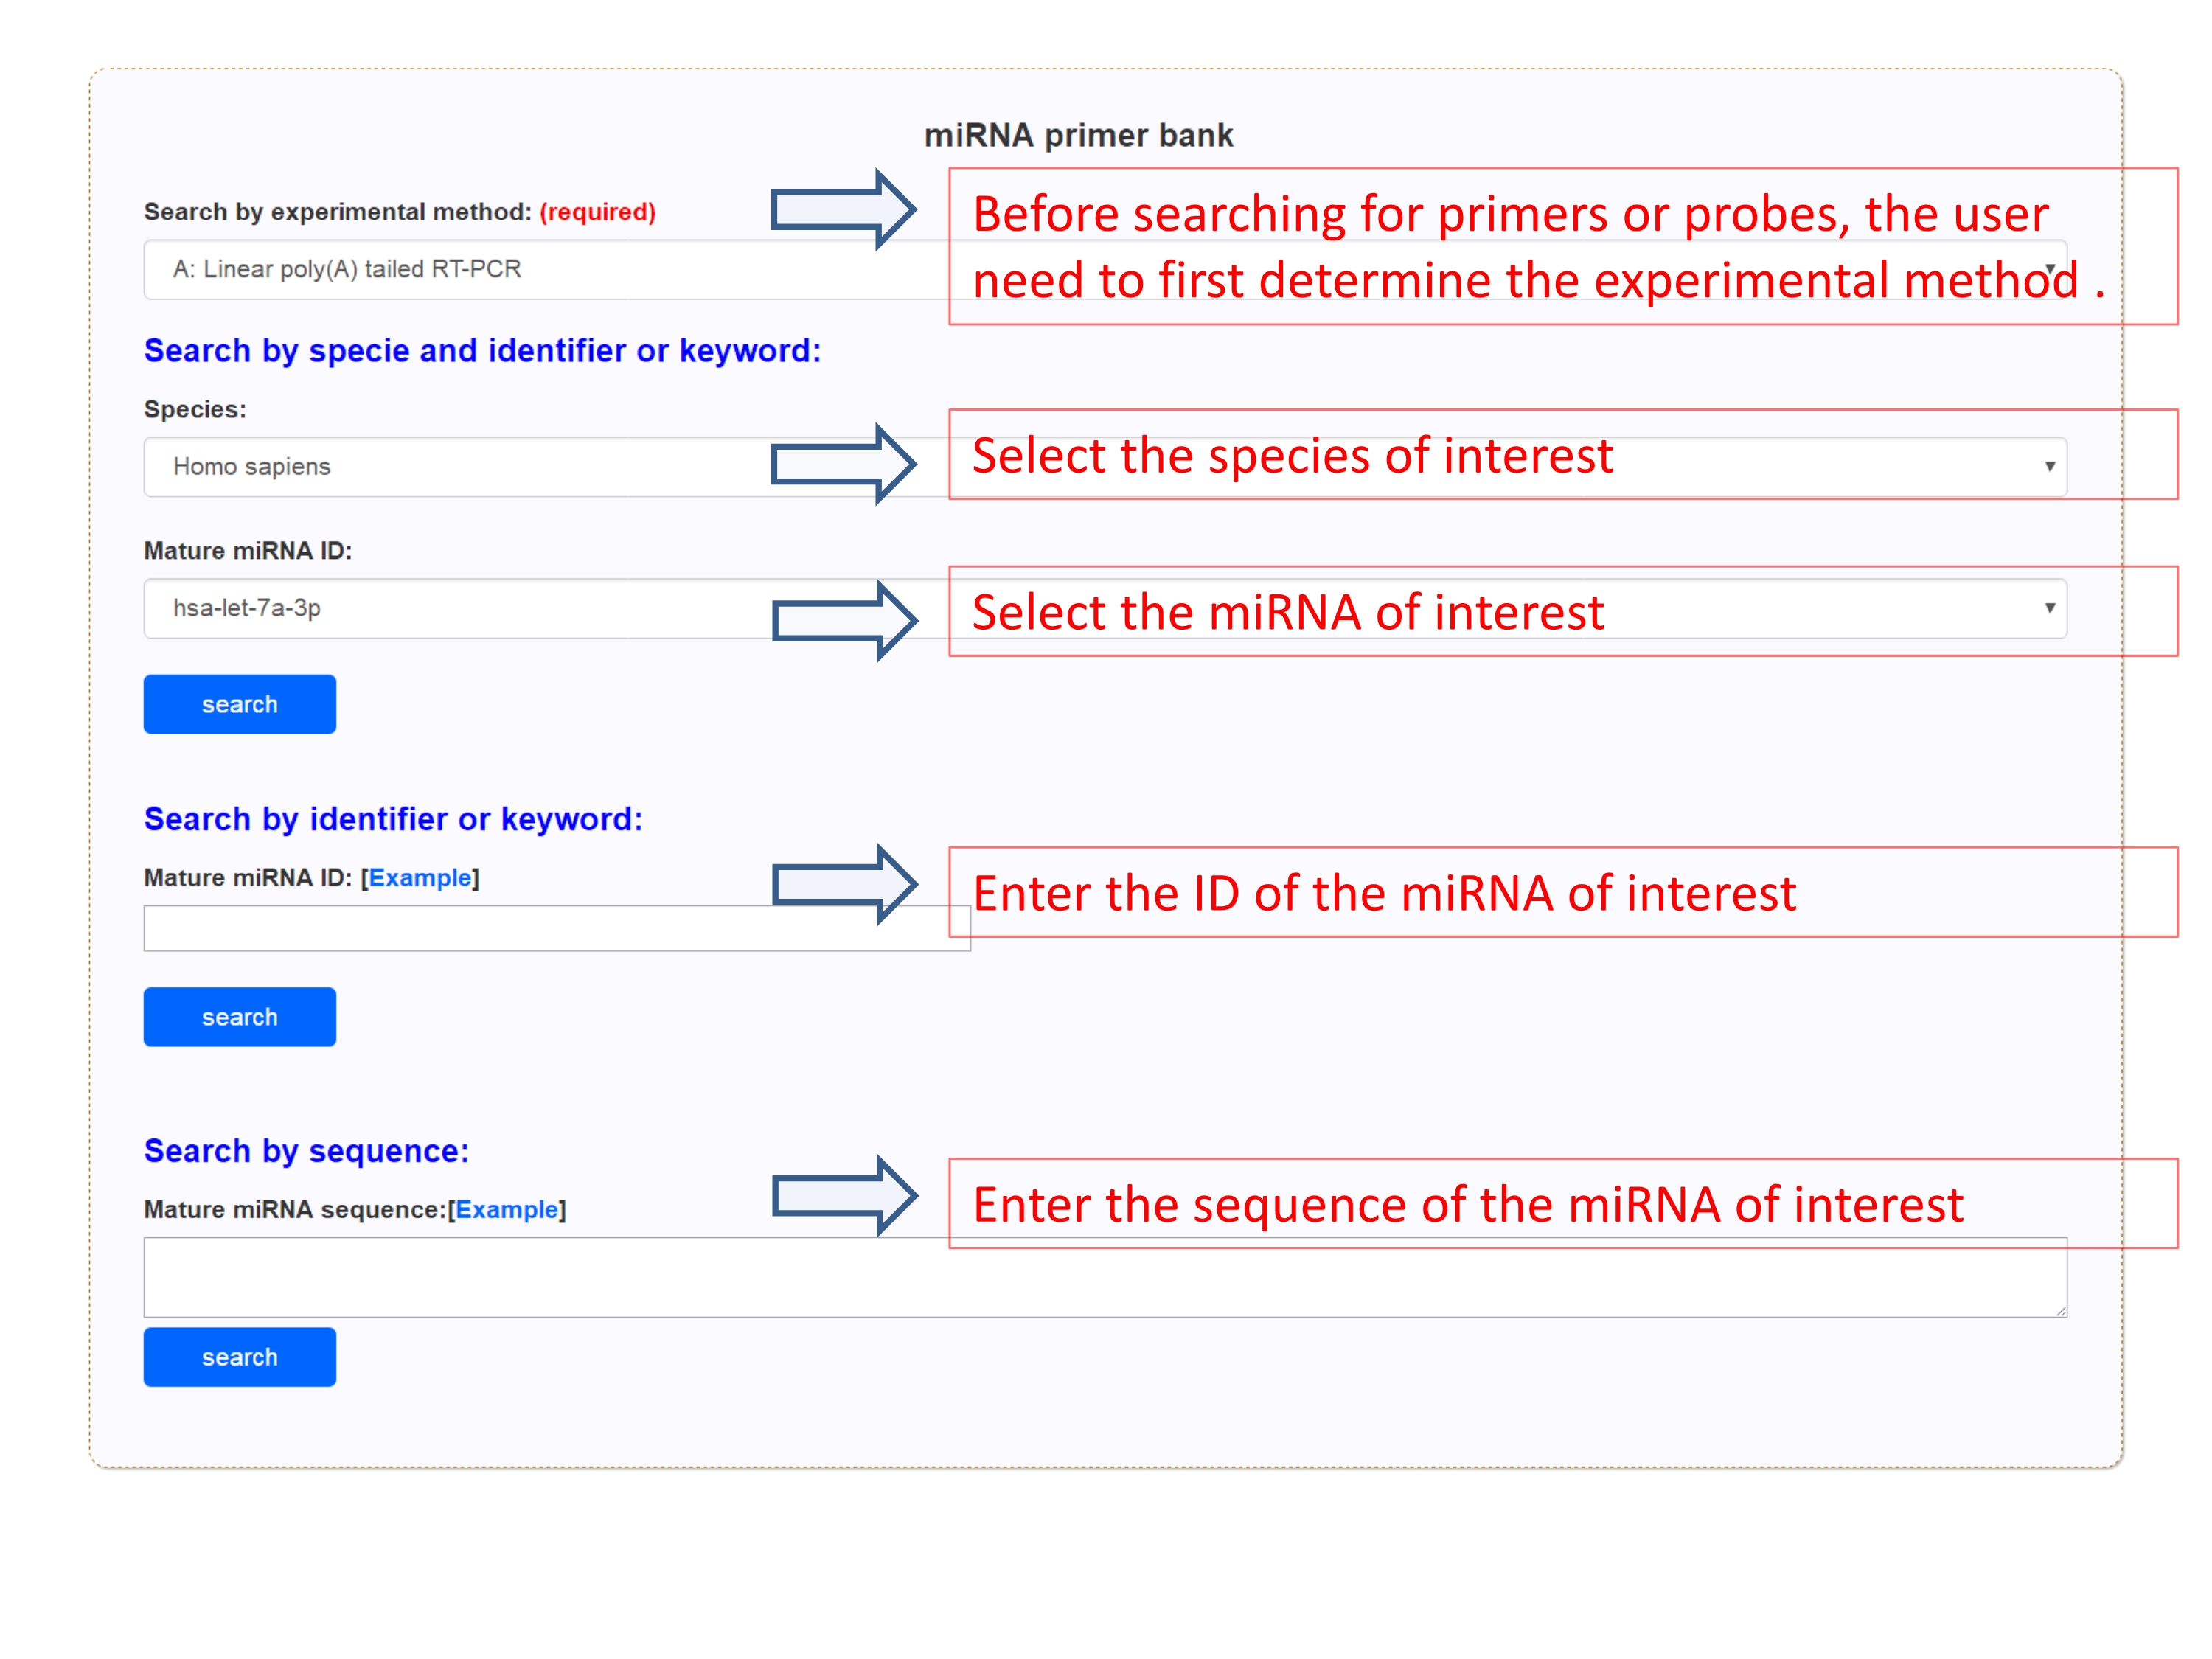 miRNA primer bank
Search by experimental method: (required)
Before searching for primers or probes, the user
need to first determine the experimental method .
A: Linear poly(A) tailed RT-PCR
Search by specie and identifier or keyword:
Species:
Homo sapiens
Select the species of interest
Mature miRNA ID:
hsa-let-7a-3p
Select the miRNA of interest
search
Search by identifier or keyword:
Mature miRNA ID: [Example]
Enter the ID of the miRNA of interest
search
Search by sequence:
Mature miRNA sequence:[Example]
Enter the sequence of the miRNA of interest
search